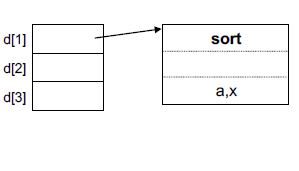 d[1]
sort
d[2]
d[3]
a,x